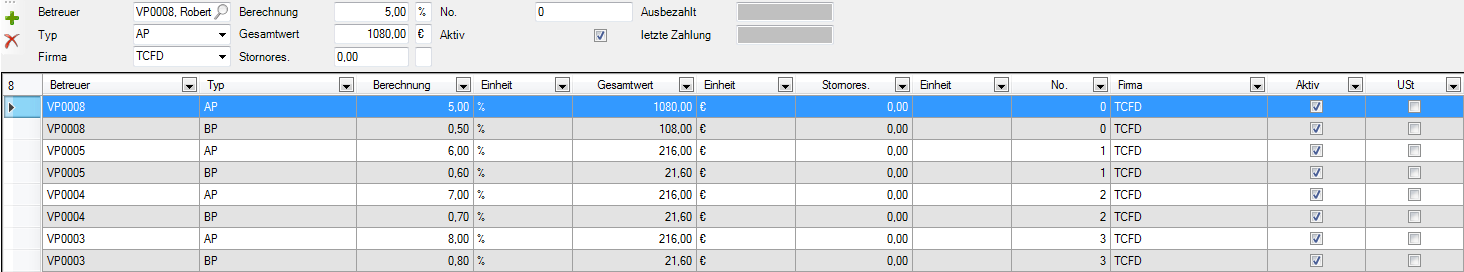 Betreuer VP0008, Robert Berechnung 5,00 % No. 0 Ausbezahlt
Typ AP Gesamtwert 1080,00 € Aktiv letzte Zahlung
Firma TCFD Stornores. 0,00
8 Betreuer Typ Berechnung Einheit Gesamtwert Einheit Stornores. Einheit No. Firma Aktiv USt
VP0008 AP 5,00 % 1080,00 € 0,00 0 TCFD
VP0008 BP 0,50 % 108,00 € 0,00 0 TCFD
VP0005 AP 6,00 % 216,00 € 0,00 1 TCFD
VP0005 BP 0,60 % 21,60 € 0,00 1 TCFD
VP0004 AP 7,00 % 216,00 € 0,00 2 TCFD
VP0004 BP 0,70 % 21,60 € 0,00 2 TCFD
VP0003 AP 8,00 % 216,00 € 0,00 3 TCFD
VP0003 BP 0,80 % 21,60 € 0,00 3 TCFD